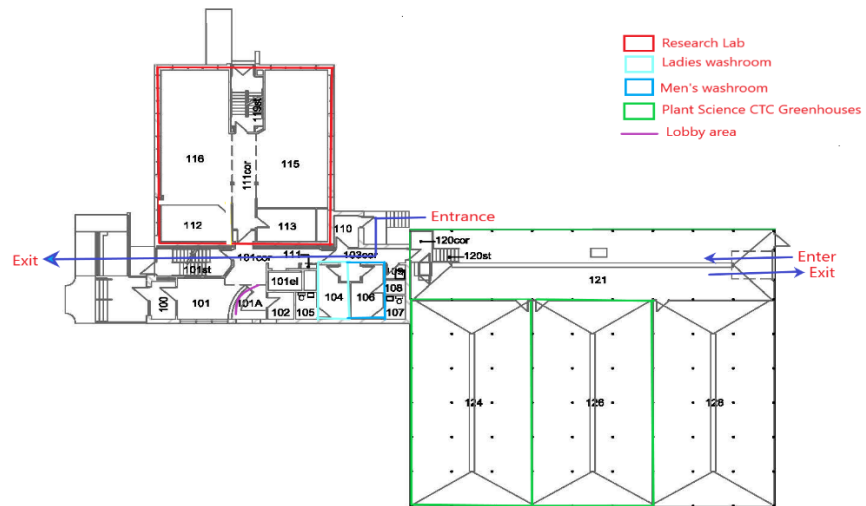 Research Lab
Ladies washroom
Men's washroom
Plant Science CTC Greenhouses
Lobby area
119st
116
111cor
115
112
113
110
Entrance
120cor
Exit
101cor
111
103cor
120st
Enter
101st
109
121
Exit
101el
108
100
101
101A
104
106
102
105
107
124
126
128